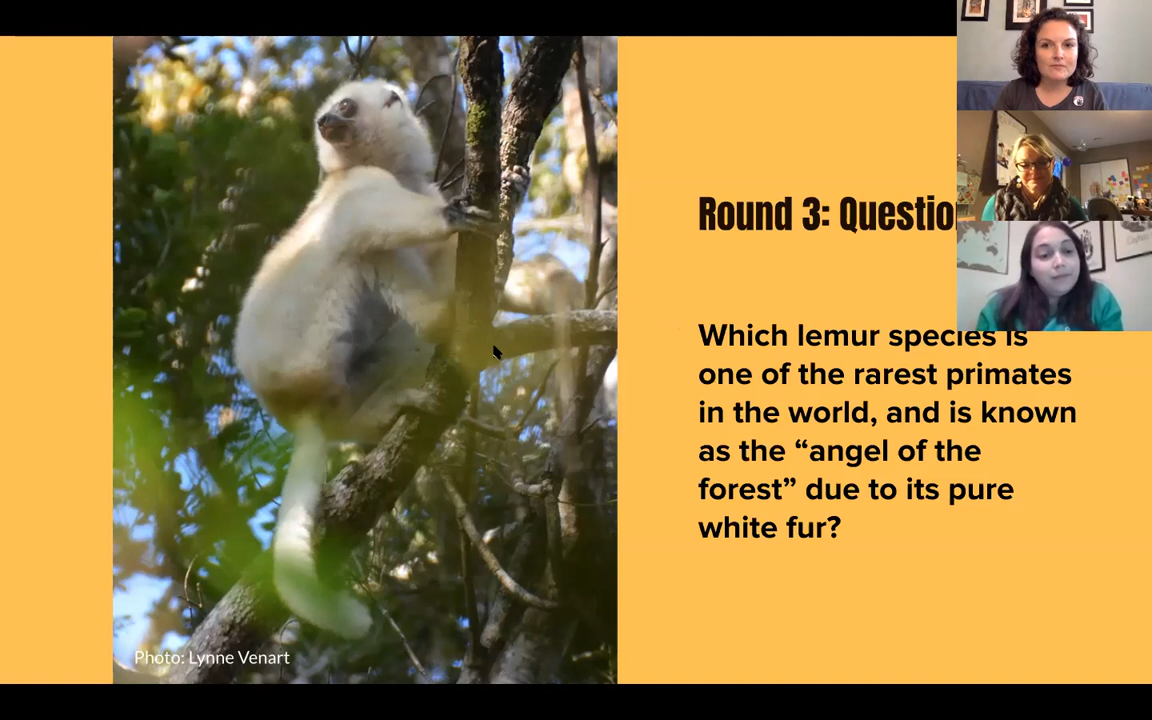 Round 3: Questio
Which lemur species is
one of the rarest primates
in the world, and is known
as the “angel of the
forest” due to its pure
white fur?
Photo: Lynne Venart